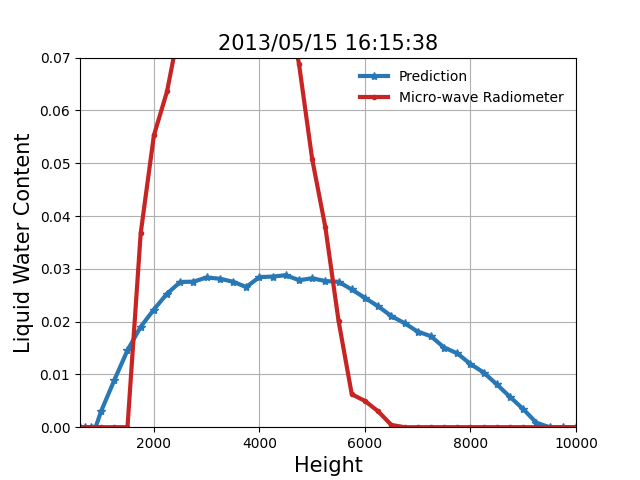 2013/05/15 16:15:38
Prediction
Micro-wave Radiometer
Liquid Water Content
0.07
0.06
0.05
0.04
0.03
0.02
0.01
0.00
2000 4000 6000 8000 10000
Height